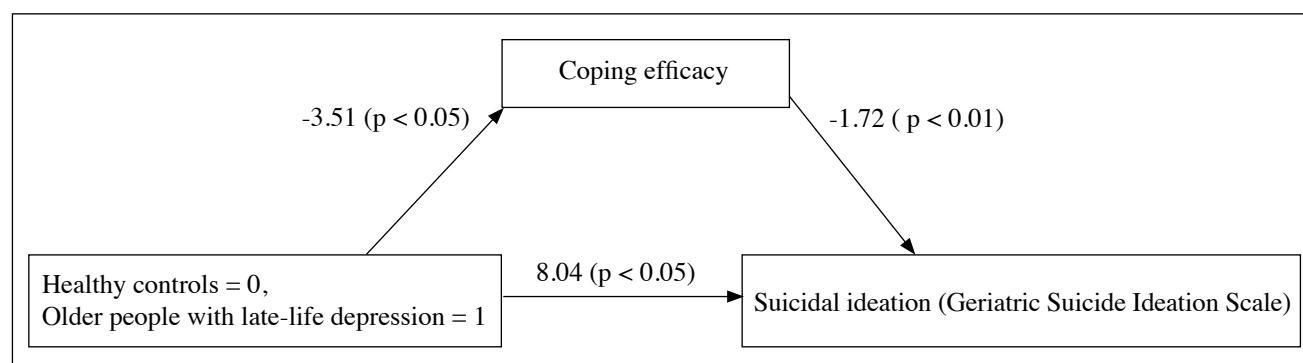 Coping efficacy
-3.51 (p < 0.05)
-1.72 ( p < 0.01)
Healthy controls = 0,
Older people with late-life depression = 1
8.04 (p < 0.05)
Suicidal ideation (Geriatric Suicide Ideation Scale)